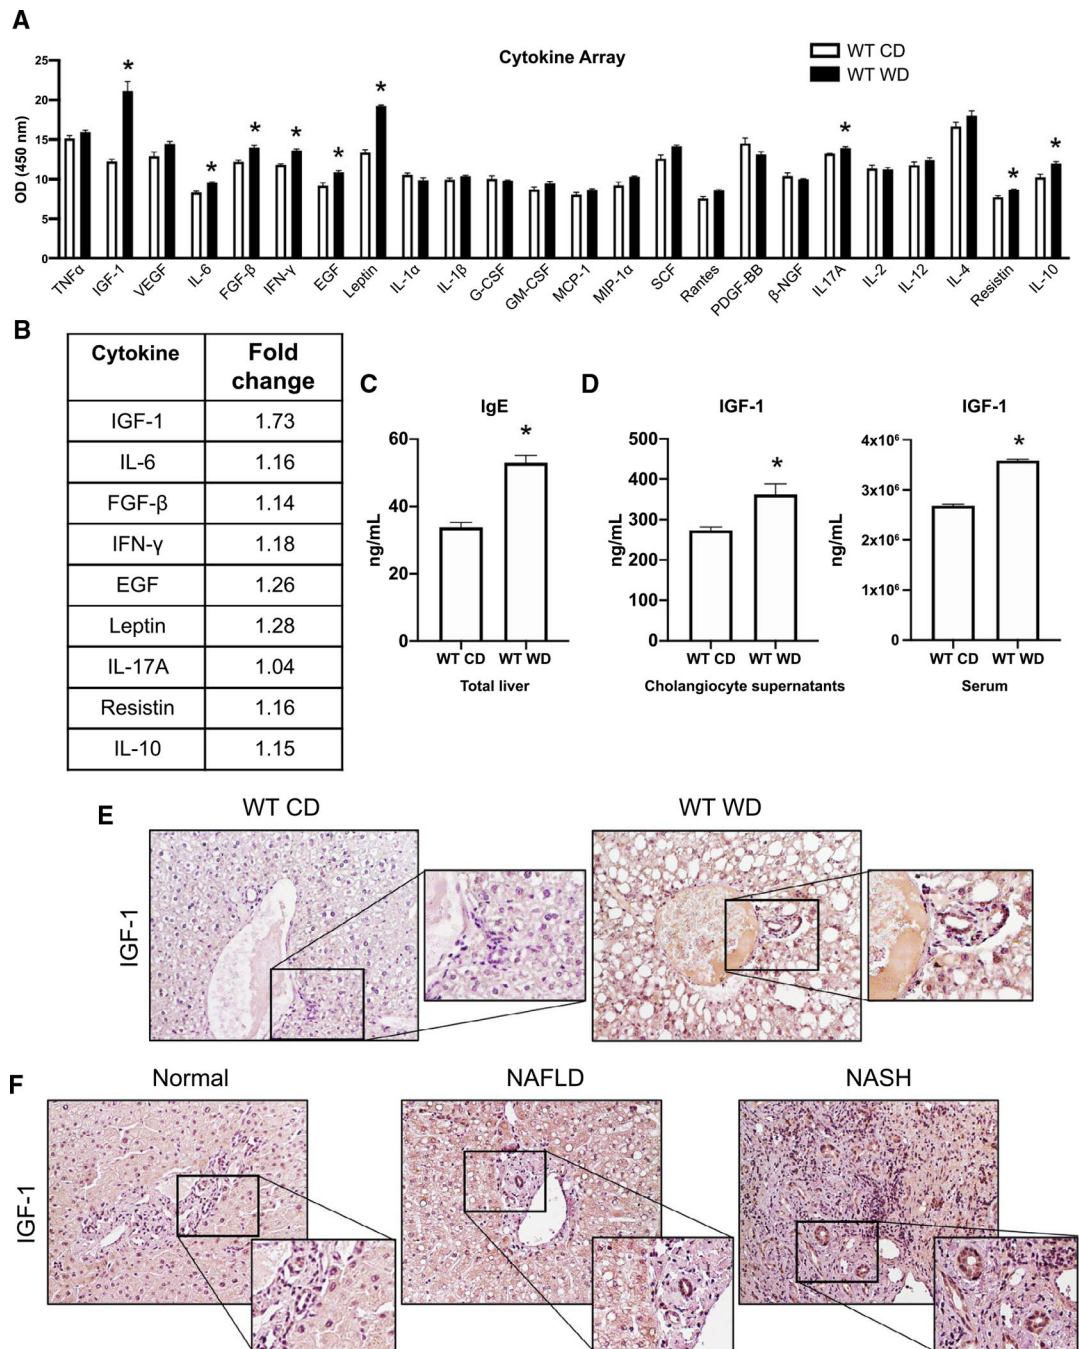 A
Cytokine Array
WT CD
WT WD
OD (450 nm)
25
20
15
10
5
0
* * * * * * * * *
TNFα IGF-1 VEGF IL-6 FGF-β IFN-γ EGF Leptin IL-1α IL-1β G-CSF GM-CSF MCP-1 MIP-1α SCF Rantes PDGF-BB β-NGF IL17A IL-2 IL-12 IL-4 Resistin IL-10
B
Cytokine Fold change
IGF-1 1.73
IL-6 1.16
FGF-β 1.14
IFN-γ 1.18
EGF 1.26
Leptin 1.28
IL-17A 1.04
Resistin 1.16
IL-10 1.15
C
IgE
ng/mL
60
40
20
0
*
WT CD WT WD
Total liver
D
IGF-1
ng/mL
500
400
300
200
100
0
*
WT CD WT WD
Cholangiocyte supernatants
IGF-1
ng/mL
4x10⁶
3x10⁶
2x10⁶
1x10⁶
0
*
WT CD WT WD
Serum
E
WT CD WT WD
IGF-1
F
Normal NAFLD NASH
IGF-1